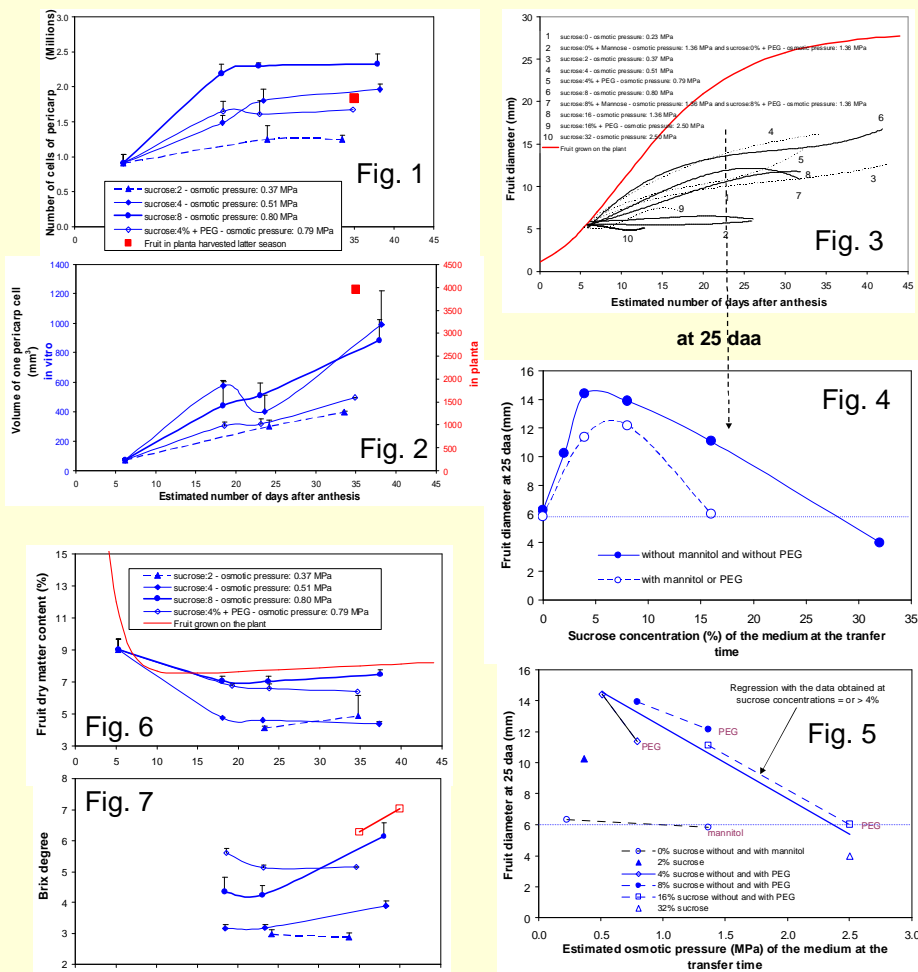 3.0
2.5
2.0
1.5
1.0
0.5
0.0
Number of cells of pericarp
(Millions)
Fig. 1
sucrose:2 - osmotic pressure: 0.37 MPa
sucrose:4 - osmotic pressure: 0.51 MPa
sucrose:8 - osmotic pressure: 0.80 MPa
sucrose:4% + PEG - osmotic pressure: 0.79 MPa
Fruit in planta harvested latter season
0 5 10 15 20 25 30 35 40 45
1400
1200
1000
800
600
400
200
0
Volume of one pericarp cell
(mm³)
in vitro
4500
4000
3500
3000
2500
2000
1500
1000
500
0
in planta
Fig. 2
0 5 10 15 20 25 30 35 40 45
Estimated number of days after anthesis
30
25
20
15
10
5
0
Fruit diameter (mm)
1 sucrose:0 - osmotic pressure: 0.23 MPa
2 sucrose:0% + Mannose - osmotic pressure: 1.36 MPa and sucrose:0% + PEG - osmotic pressure: 1.36 MPa
3 sucrose:2 - osmotic pressure: 0.37 MPa
4 sucrose:4 - osmotic pressure: 0.51 MPa
5 sucrose:4% + PEG - osmotic pressure: 0.79 MPa
6 sucrose:8 - osmotic pressure: 0.80 MPa
7 sucrose:8% + Mannose - osmotic pressure: 1.36 MPa and sucrose:8% + PEG - osmotic pressure: 1.36 MPa
8 sucrose:16 - osmotic pressure: 1.36 MPa
9 sucrose:16% + PEG - osmotic pressure: 2.50 MPa
10 sucrose:32 - osmotic pressure: 2.50 MPa
Fruit grown on the plant
4
6
5
8
3
7
1
9
2
10
Fig. 3
0 5 10 15 20 25 30 35 40 45
Estimated number of days after anthesis
at 25 daa
16
14
12
10
8
6
4
2
0
Fruit diameter at 25 daa (mm)
Fig. 4
without mannitol and without PEG
with mannitol or PEG
0 5 10 15 20 25 30 35
Sucrose concentration (%) of the medium at the tranfer
time
15
13
11
9
7
5
3
Fruit dry matter content (%)
sucrose:2 - osmotic pressure: 0.37 MPa
sucrose:4 - osmotic pressure: 0.51 MPa
sucrose:8 - osmotic pressure: 0.80 MPa
sucrose:4% + PEG - osmotic pressure: 0.79 MPa
Fruit grown on the plant
Fig. 6
0 5 10 15 20 25 30 35 40 45
8
7
6
5
4
3
2
Brix degree
Fig. 7
16
14
12
10
8
6
4
2
0
Fruit diameter at 25 daa (mm)
Regression with the data obtained at
sucrose concentrations = or > 4%
Fig. 5
PEG
PEG
PEG
mannitol
0% sucrose without and with mannitol
2% sucrose
4% sucrose without and with PEG
8% sucrose without and with PEG
16% sucrose without and with PEG
32% sucrose
0.0 0.5 1.0 1.5 2.0 2.5 3.0
Estimated osmotic pressure (MPa) of the medium at the
transfer time